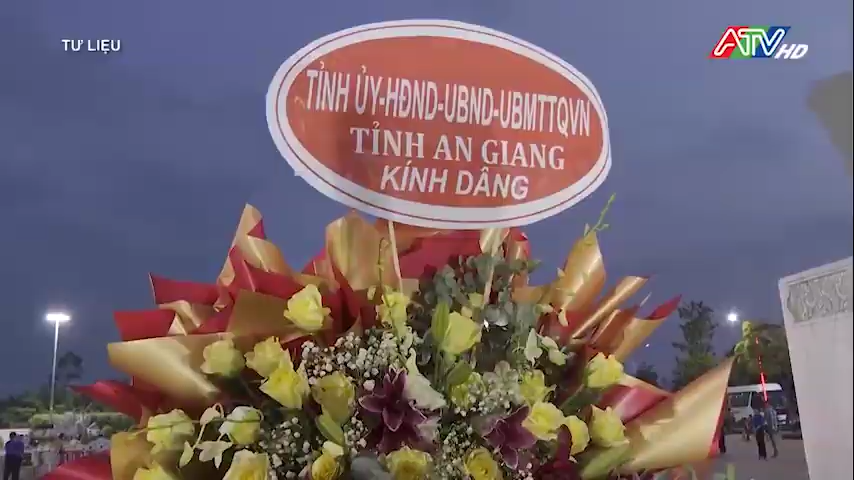 TƯ LIỆU
ATV HD
TỈNH ỦY-HĐND-UBND-UBMTTQVN
TỈNH AN GIANG
KÍNH DÂNG